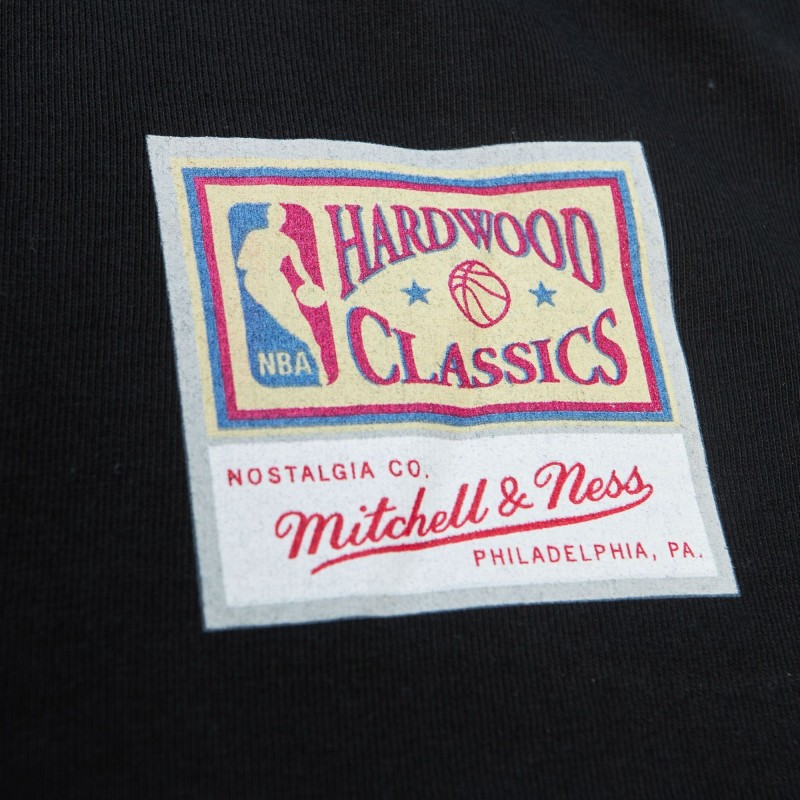 HARDWOOD
CLASSICS
NBA
NOSTALGIA CO.
Mitchell & Ness
PHILADELPHIA, PA.